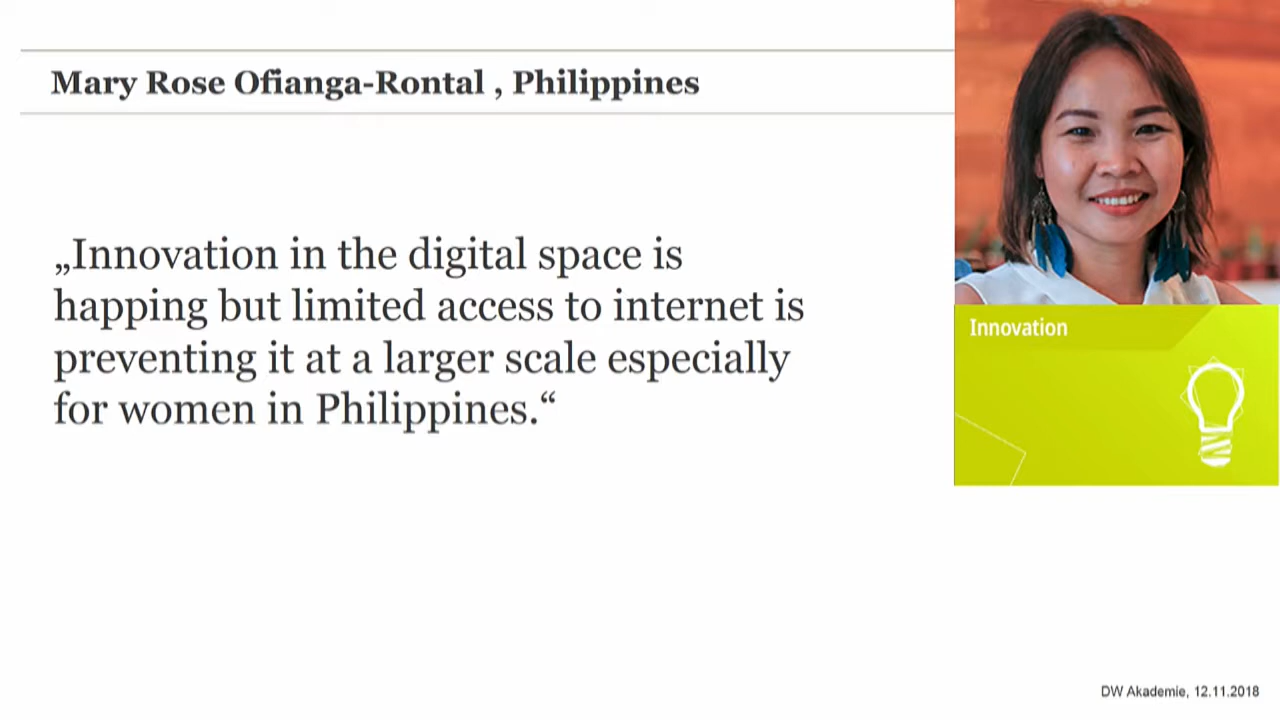 Mary Rose Ofianga-Rontal , Philippines
„Innovation in the digital space is
happing but limited access to internet is
preventing it at a larger scale especially
for women in Philippines.“
Innovation
DW Akademie, 12.11.2018